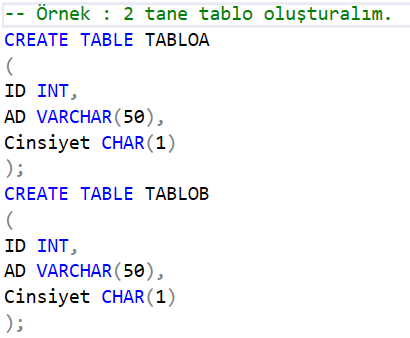 -- Örnek : 2 tane tablo oluşturalım.
CREATE TABLE TABLOA
(
ID INT,
AD VARCHAR(50),
Cinsiyet CHAR(1)
);
CREATE TABLE TABLOB
(
ID INT,
AD VARCHAR(50),
Cinsiyet CHAR(1)
);